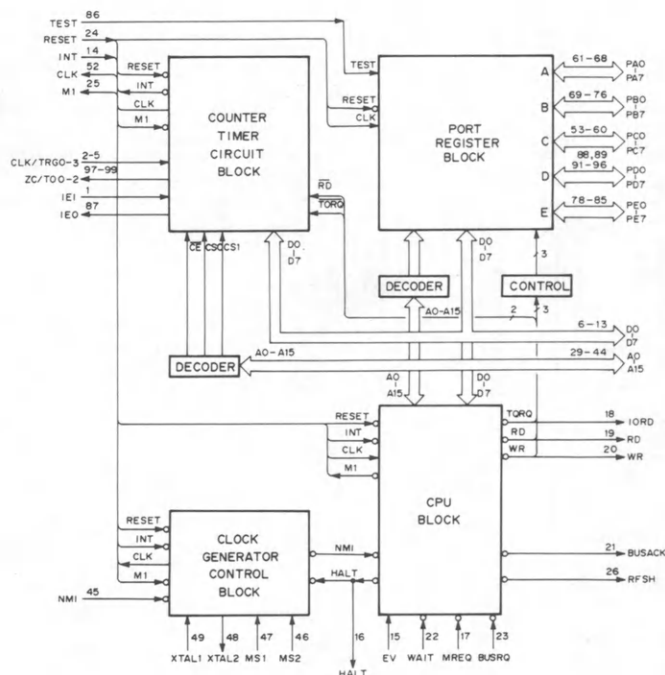 TEST 86
RESET 24
INT 14
CLK 52
M1 25
RESET
INT
CLK
M1
COUNTER
TIMER
CIRCUIT
BLOCK
TEST
RESET
CLK
PORT
REGISTER
BLOCK
A
B
C
D
E
61-68 PA0 PA7
69-76 PB0 PB7
53-60 PC0 PC7
88,89
91-96 PD0 PD7
78-85 PE0 PE7
CLK/TRG0-3 2-5
ZC/TO0-2 97-99
IEI 1
IE0 87
RD
TORQ
CE CS0 CS1
D0 D7
D0 D7
3
DECODER
CONTROL
A0-A15
2 3
6-13 D0 D7
DECODER
A0-A15
29-44 A0 A15
A0 A15
D0 D7
RESET
INT
CLK
M1
CPU
BLOCK
TQRQ 18 IORD
RD 19 RD
WR 20 WR
21 BUSACK
26 RFSH
RESET
INT
CLK
M1
NMI 45
CLOCK
GENERATOR
CONTROL
BLOCK
NMI
HALT
49 48 47 46
XTAL1 XTAL2 MS1 MS2
16
HALT
15 22 17 23
EV WAIT MREQ BUSRQ